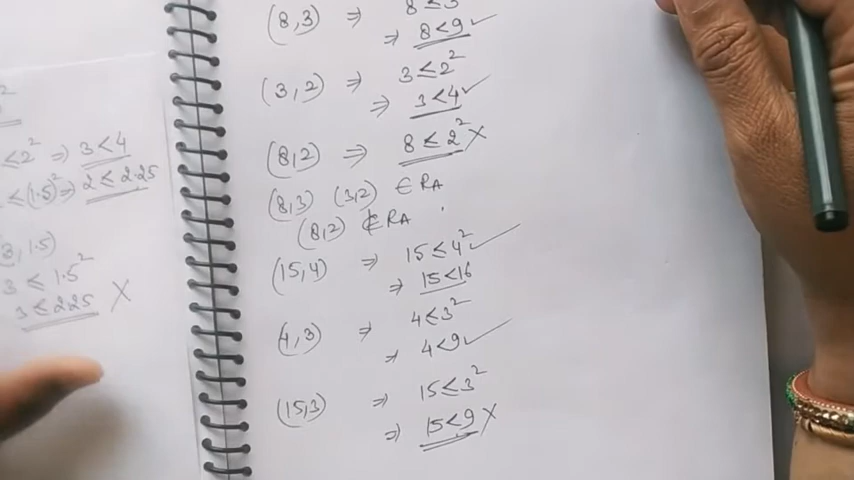 ≤2² ⇒ 3<4
≤(1.5)² ⇒ 2≤2.25
3,1.5)
3≤1.5²
3≤2.25 X
(8,3) ⇒ 8≤3
⇒ 8<9 ✓
(3,2) ⇒ 3≤2²
⇒ 3<4 ✓
(8,2) ⇒ 8≤2² X
(8,3) (3,2) ∈ RA
(8,2) ∉ RA
(15,4) ⇒ 15≤4² ✓
⇒ 15<16
(4,3) ⇒ 4≤3²
⇒ 4<9 ✓
(15,3) ⇒ 15≤3²
⇒ 15<9 X